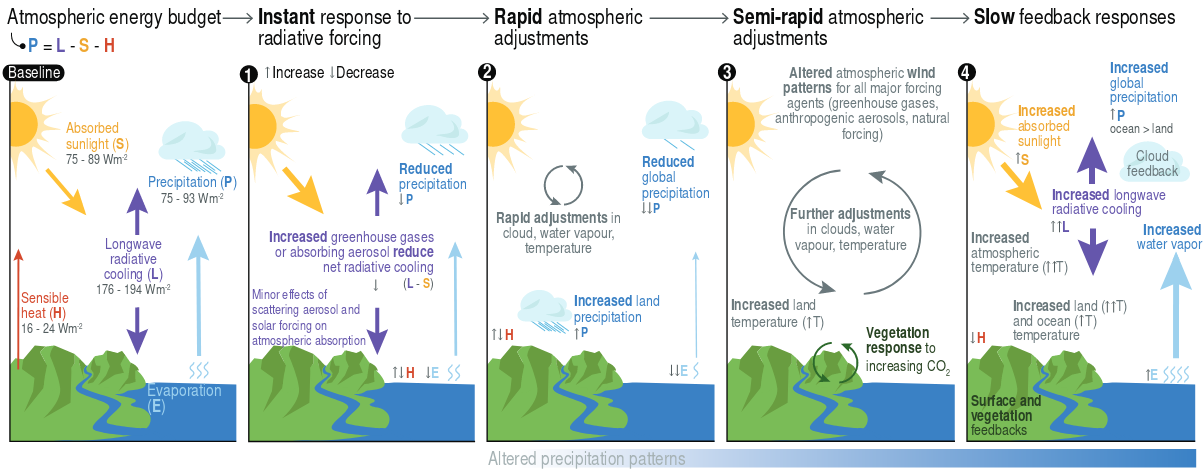 Atmospheric energy budget
Instant response to
radiative forcing
Rapid atmospheric
adjustments
Semi-rapid atmospheric
adjustments
Slow feedback responses
P = L - S - H
Baseline
Absorbed
sunlight (S)
75 - 89 Wm-2
Precipitation (P)
75 - 93 Wm-2
Longwave
radiative
cooling (L)
176 - 194 Wm-2
Sensible
heat (H)
16 - 24 Wm-2
Evaporation
(E)
1
↑Increase ↓Decrease
Reduced
precipitation
↓P
Increased greenhouse gases
or absorbing aerosol reduce
net radiative cooling
(L - S)
↓
Minor effects of
scattering aerosol and
solar forcing on
atmospheric absorption
↑↓H
↓E
2
Reduced
global
precipitation
↓↓P
Rapid adjustments in
cloud, water vapour,
temperature
Increased land
precipitation
↑P
↑↓H
↓↓E
3
Altered atmospheric wind
patterns for all major forcing
agents (greenhouse gases,
anthropogenic aerosols, natural
forcing)
Further adjustments
in clouds, water
vapour, temperature
Increased land
temperature (↑T)
Vegetation
response to
increasing CO2
4
Increased
global
precipitation
↑P
ocean > land
Increased
absorbed
sunlight
↑S
Cloud
feedback
Increased longwave
radiative cooling
↑↑L
Increased
water vapor
Increased
atmospheric
temperature (↑↑T)
Increased land (↑↑T)
and ocean (↑T)
temperature
↓H
↑E
Surface and
vegetation
feedbacks
Altered precipitation patterns